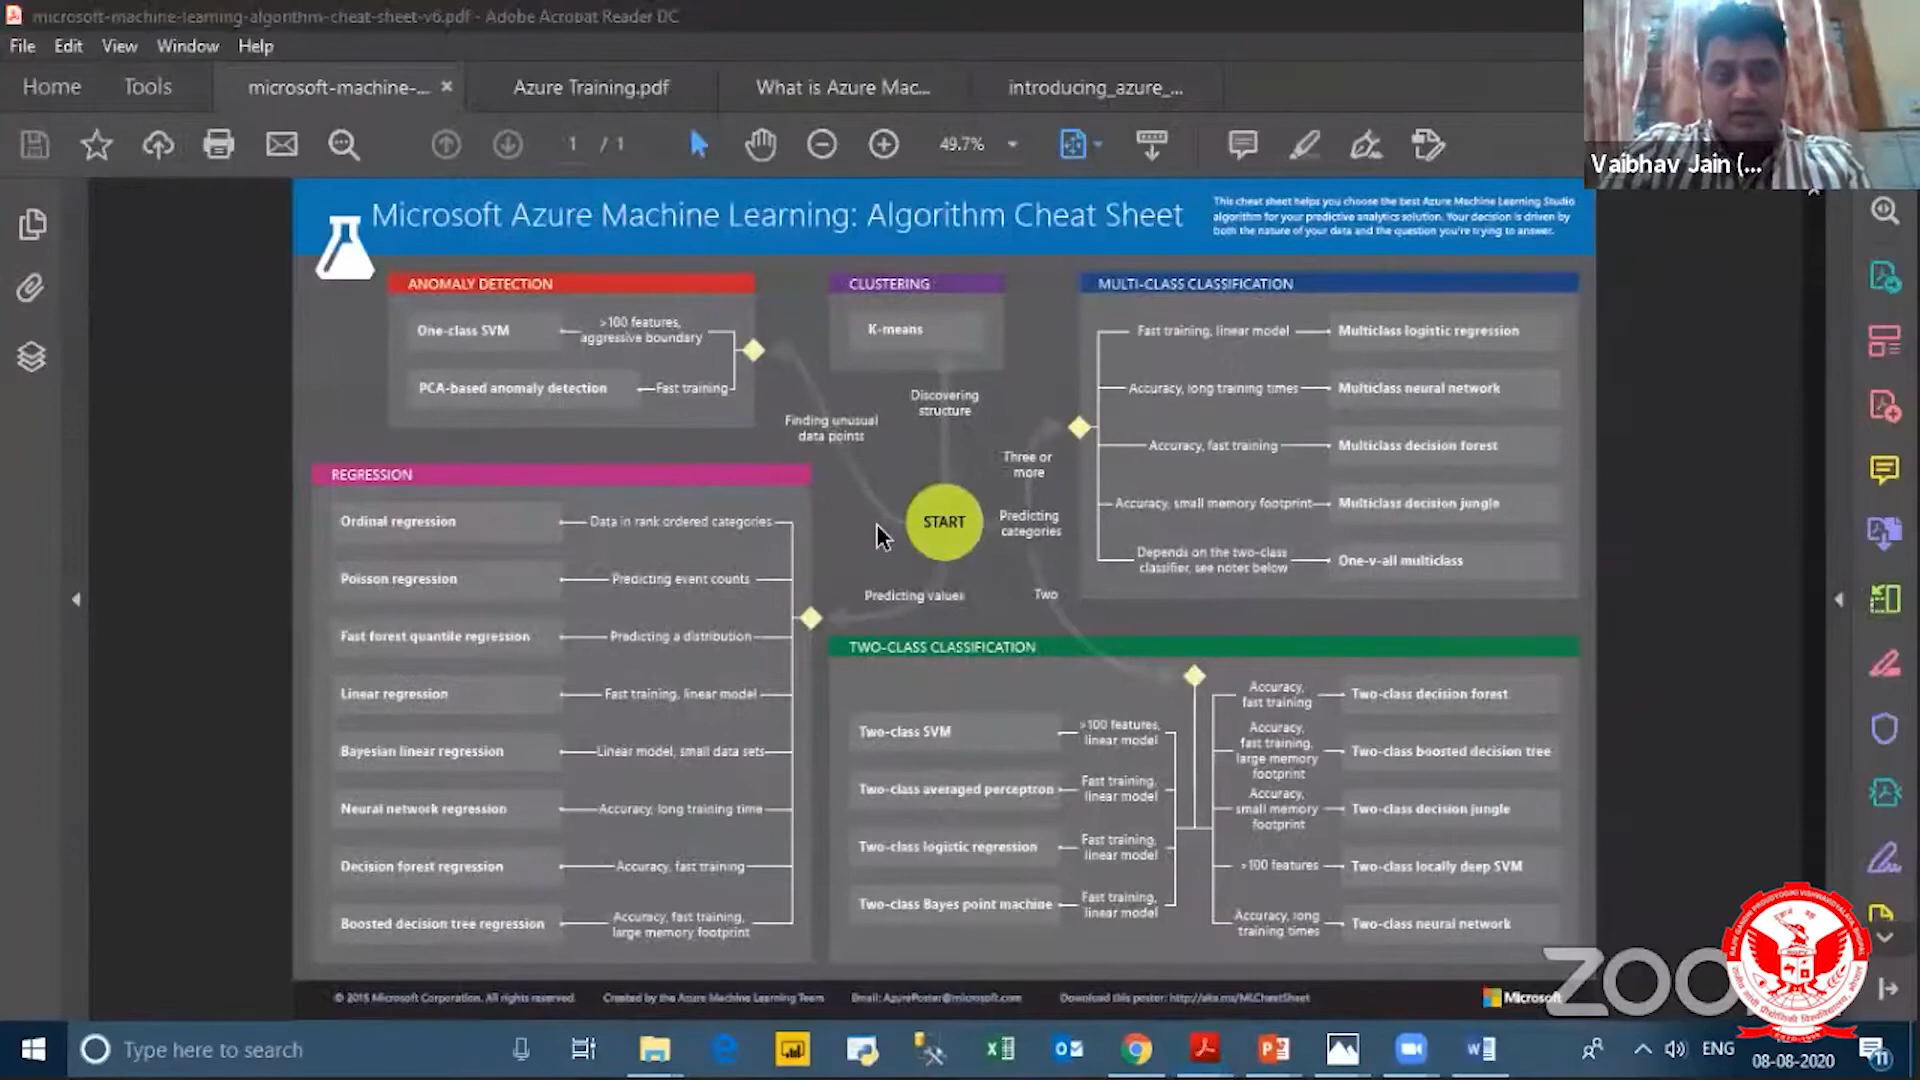 microsoft-machine-learning-algorithm-cheat-sheet-v6.pdf - Adobe Acrobat Reader DC
File Edit View Window Help
Home Tools microsoft-machine-... × Azure Training.pdf What is Azure Mac... introducing_azure_...
1 / 1 49.7%
Vaibhav Jain (...
Microsoft Azure Machine Learning: Algorithm Cheat Sheet
This cheat sheet helps you choose the best Azure Machine Learning Studio
algorithm for your predictive analytics solution. Your decision is driven by
both the nature of your data and the question you're trying to answer.
ANOMALY DETECTION
One-class SVM
>100 features,
aggressive boundary
PCA-based anomaly detection
Fast training
CLUSTERING
K-means
Discovering
structure
Finding unusual
data points
START
Three or
more
Predicting
categories
Two
Predicting values
MULTI-CLASS CLASSIFICATION
Fast training, linear model
Multiclass logistic regression
Accuracy, long training times
Multiclass neural network
Accuracy, fast training
Multiclass decision forest
Accuracy, small memory footprint
Multiclass decision jungle
Depends on the two-class
classifier, see notes below
One-v-all multiclass
REGRESSION
Ordinal regression
Data in rank ordered categories
Poisson regression
Predicting event counts
Fast forest quantile regression
Predicting a distribution
Linear regression
Fast training, linear model
Bayesian linear regression
Linear model, small data sets
Neural network regression
Accuracy, long training time
Decision forest regression
Accuracy, fast training
Boosted decision tree regression
Accuracy, fast training,
large memory footprint
TWO-CLASS CLASSIFICATION
Two-class SVM
>100 features,
linear model
Two-class averaged perceptron
Fast training,
linear model
Two-class logistic regression
Fast training,
linear model
Two-class Bayes point machine
Fast training,
linear model
Accuracy,
fast training
Two-class decision forest
Accuracy,
fast training,
large memory
footprint
Two-class boosted decision tree
Accuracy,
small memory
footprint
Two-class decision jungle
>100 features
Two-class locally deep SVM
Accuracy, long
training times
Two-class neural network
© 2015 Microsoft Corporation. All rights reserved. Created by the Azure Machine Learning Team Email: AzurePoster@microsoft.com Download this poster: http://aka.ms/MLCheatSheet
Microsoft
zoo
Type here to search
ENG
08-08-2020
11